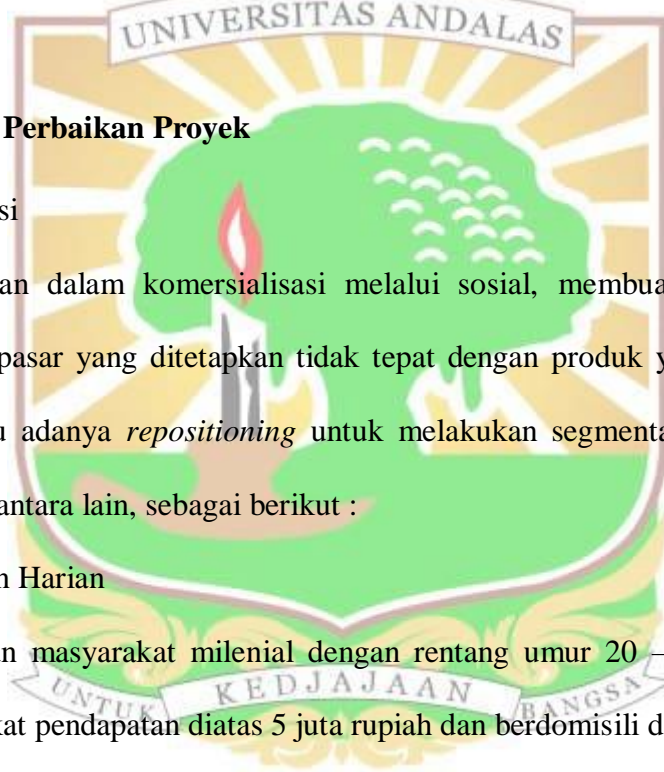 UNIVERSITAS ANDALAS
Perbaikan Proyek
si
an dalam komersialisasi melalui sosial, membua
pasar yang ditetapkan tidak tepat dengan produk y
u adanya repositioning untuk melakukan segmenta
antara lain, sebagai berikut :
n Harian
n masyarakat milenial dengan rentang umur 20 –
kat pendapatan diatas 5 juta rupiah dan berdomisili d
UNTUK KEDJAJAAN BANGSA